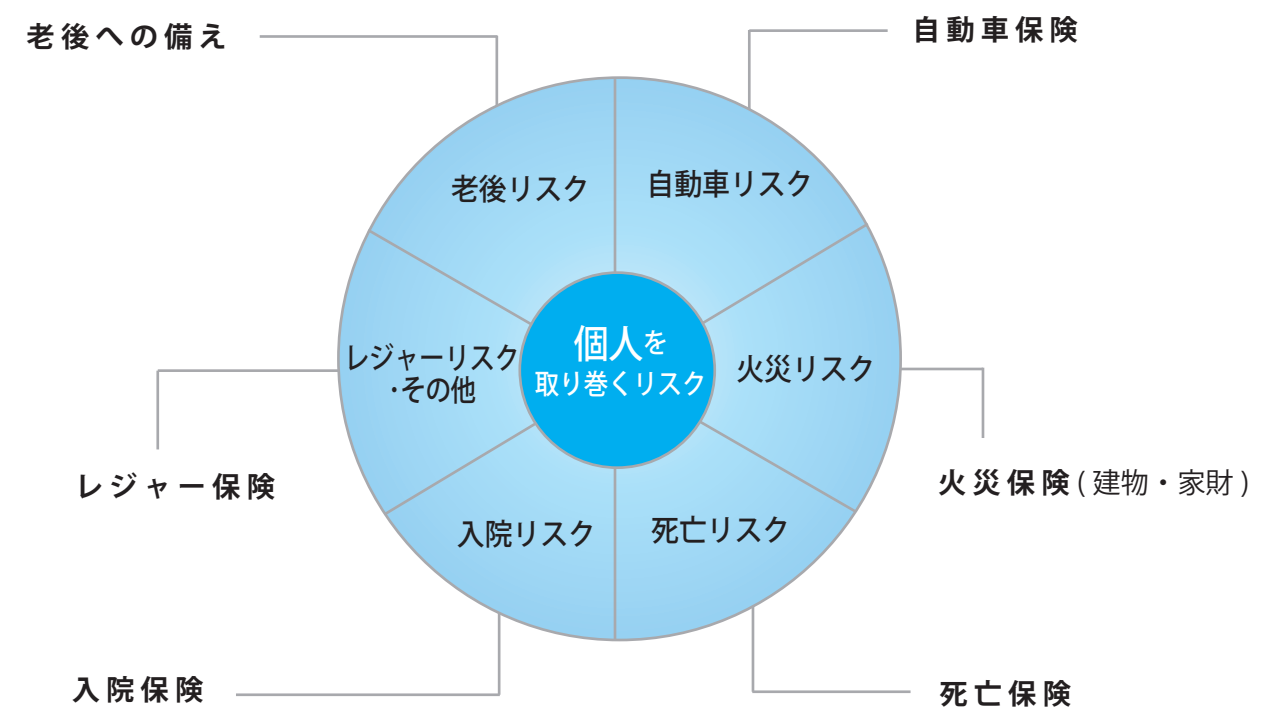 老後への備え
自動車保険
老後リスク
自動車リスク
個人を
取り巻くリスク
レジャーリスク
・その他
火災リスク
レジャー保険
火災保険(建物・家財)
入院リスク
死亡リスク
入院保険
死亡保険